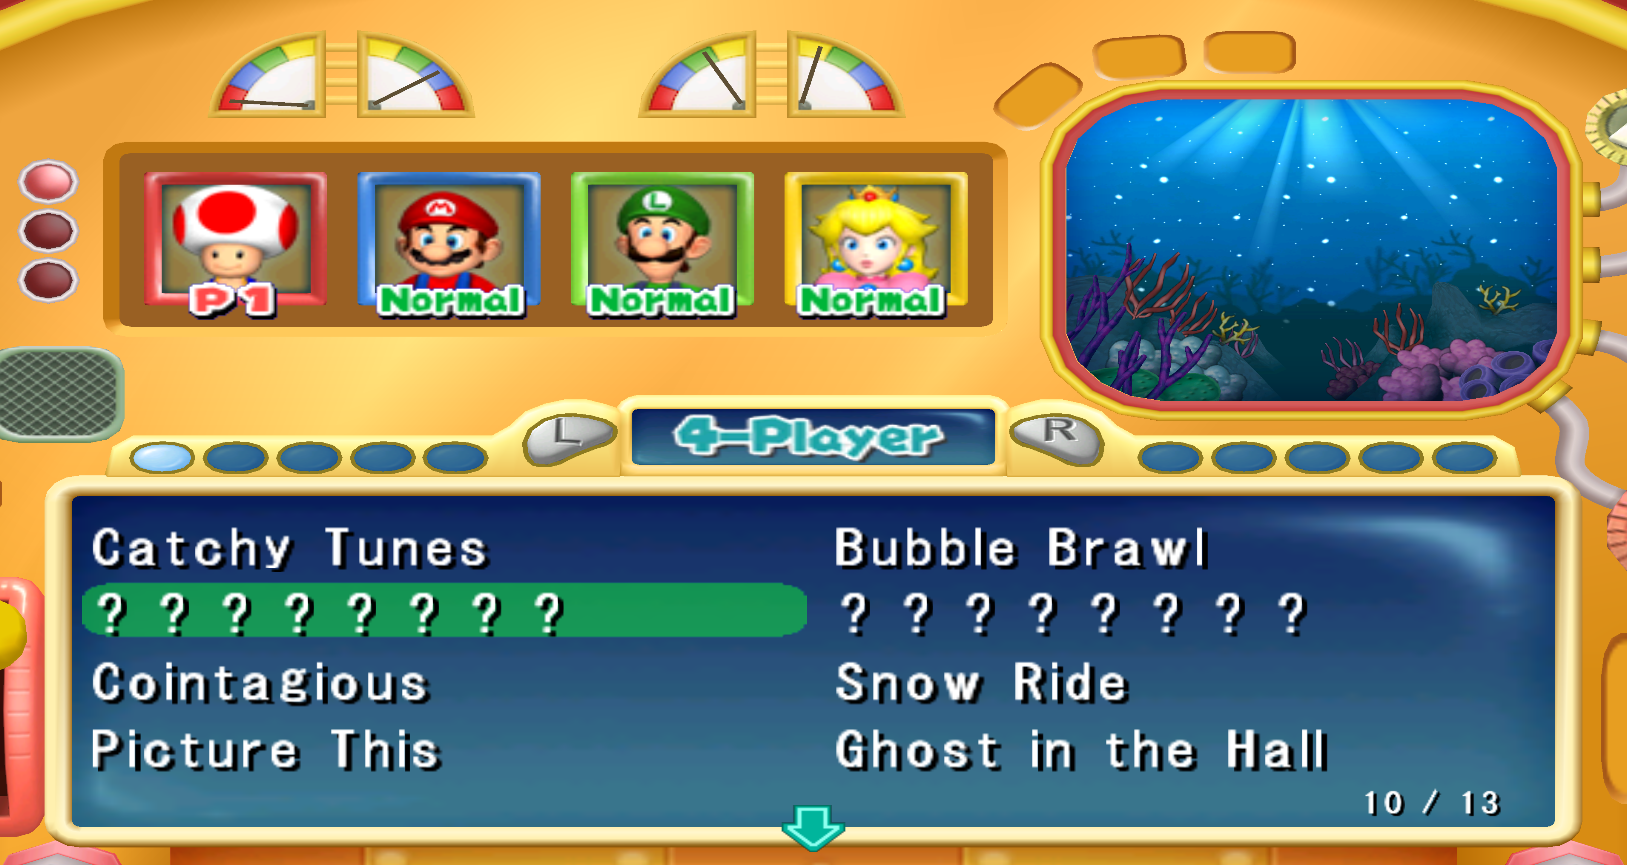 P1 Normal Normal Normal
L 4-Player R
Catchy Tunes Bubble Brawl
? ? ? ? ? ? ? ? ? ? ? ? ? ? ? ?
Cointagious Snow Ride
Picture This Ghost in the Hall
10 / 13